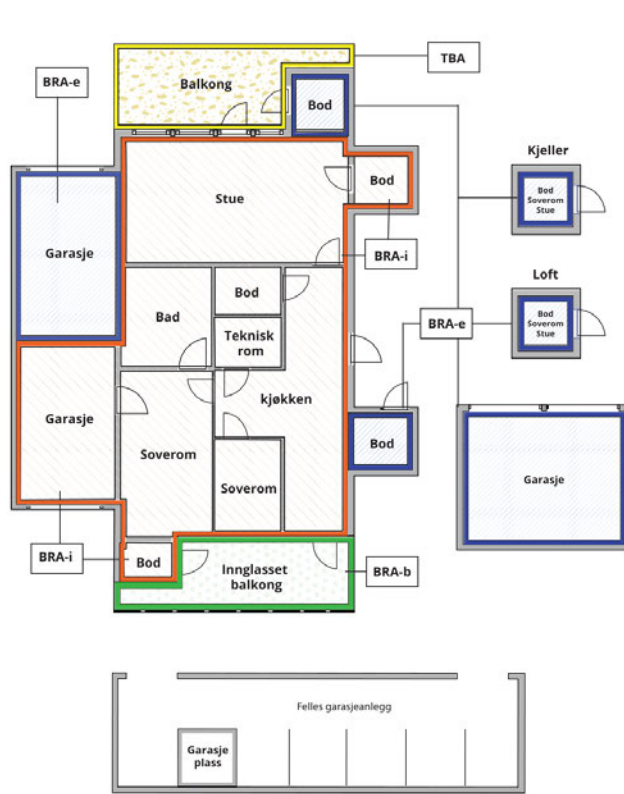 TBA
BRA-e
Balkong
Bod
Kjeller
Bod
Soverom
Stue
Stue
Bod
BRA-i
Garasje
Loft
Bod
Soverom
Stue
Bad
Bod
Teknisk
rom
BRA-e
kjøkken
Garasje
Soverom
Soverom
Bod
Garasje
BRA-i
Bod
Innglasset
balkong
BRA-b
Felles garasjeanlegg
Garasje
plass